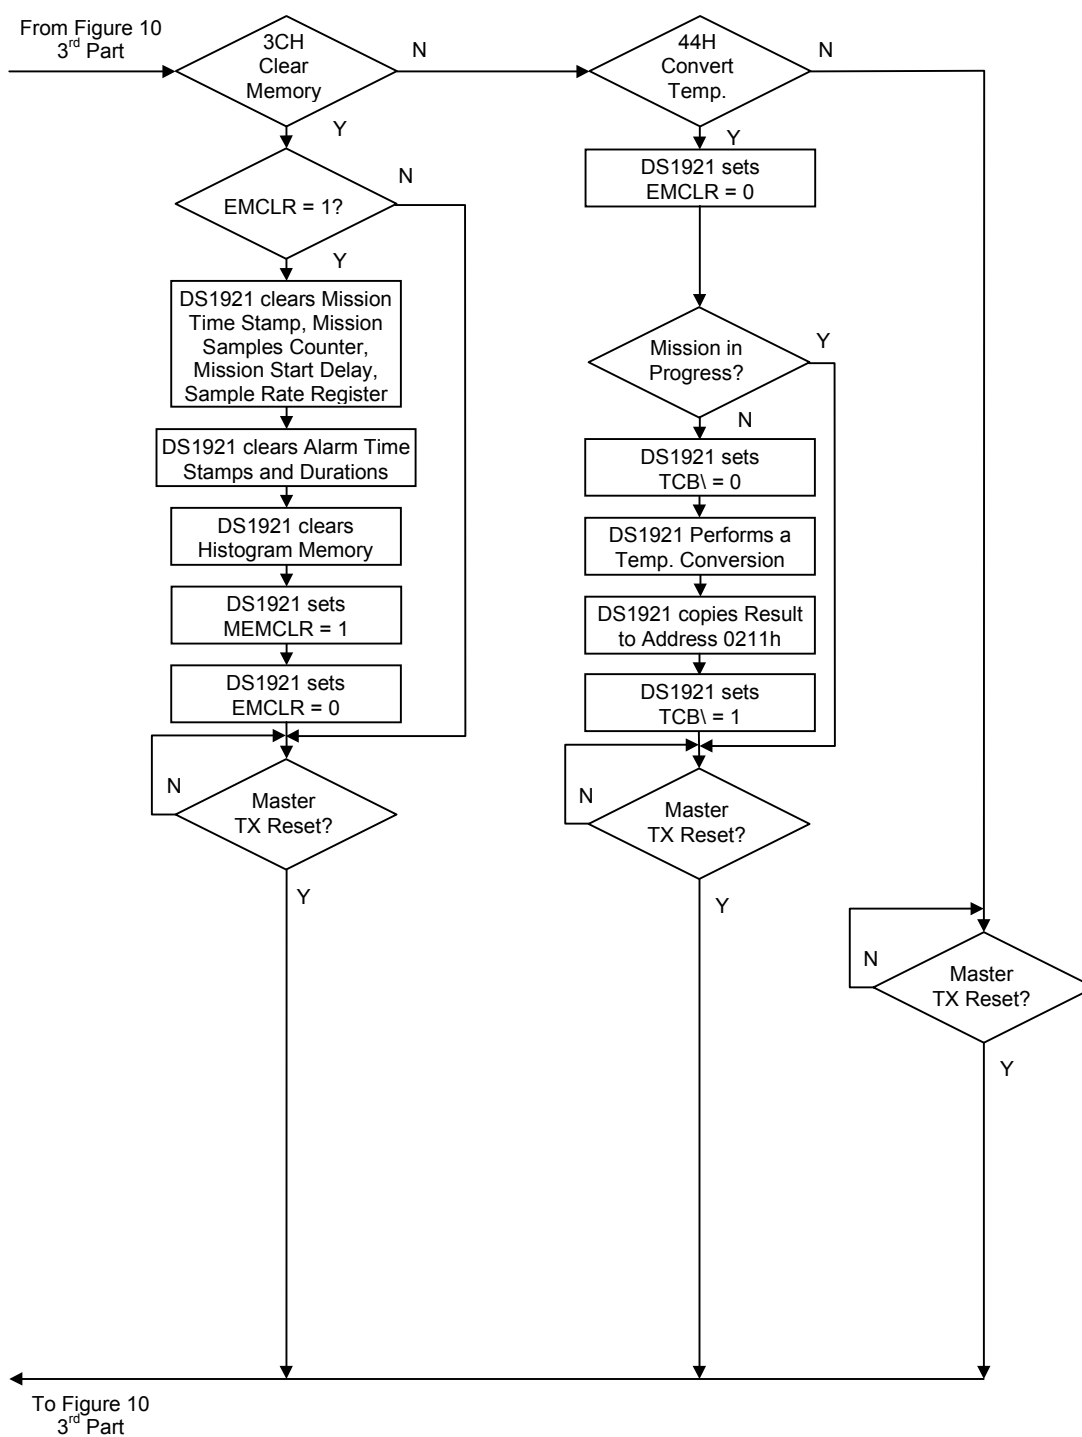 From Figure 10
3rd Part
3CH
Clear
Memory
N
44H
Convert
Temp.
N
Y
Y
EMCLR = 1?
N
Y
DS1921 sets
EMCLR = 0
DS1921 clears Mission
Time Stamp, Mission
Samples Counter,
Mission Start Delay,
Sample Rate Register
Mission in
Progress?
Y
N
DS1921 clears Alarm Time
Stamps and Durations
DS1921 sets
TCB\ = 0
DS1921 clears
Histogram Memory
DS1921 Performs a
Temp. Conversion
DS1921 sets
MEMCLR = 1
DS1921 copies Result
to Address 0211h
DS1921 sets
EMCLR = 0
DS1921 sets
TCB\ = 1
N
Master
TX Reset?
Y
N
Master
TX Reset?
Y
N
Master
TX Reset?
Y
To Figure 10
3rd Part